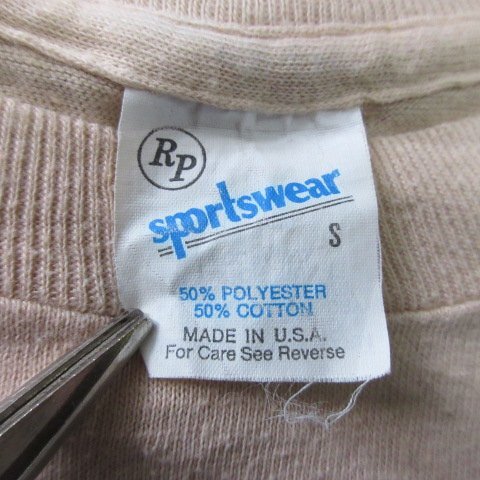 RP
sportswear
S
50% POLYESTER
50% COTTON
MADE IN U.S.A.
For Care See Reverse